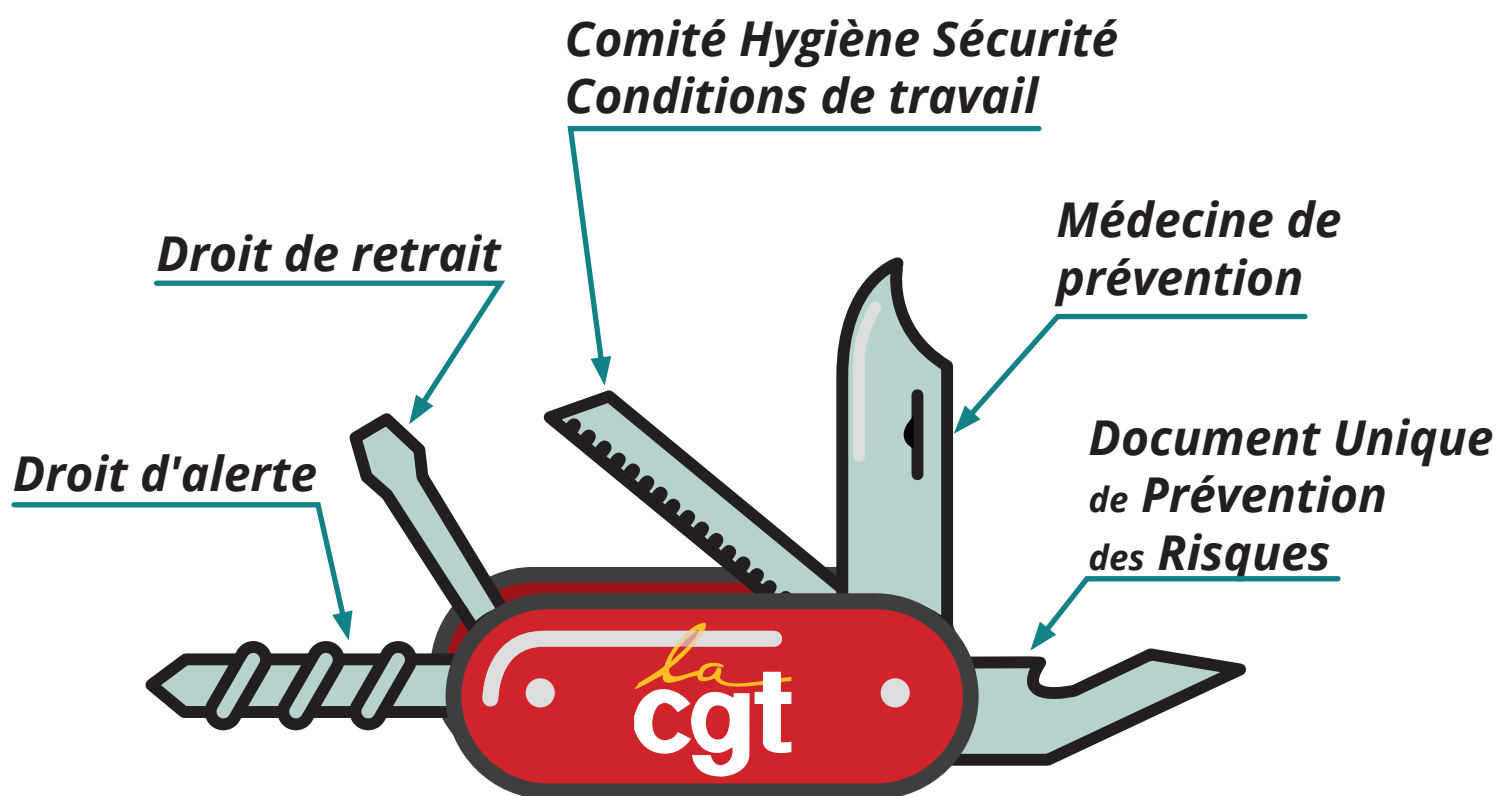 Comité Hygiène Sécurité
Conditions de travail
Droit de retrait
Médecine de
prévention
Droit d'alerte
Document Unique
de Prévention
des Risques
la
cgt